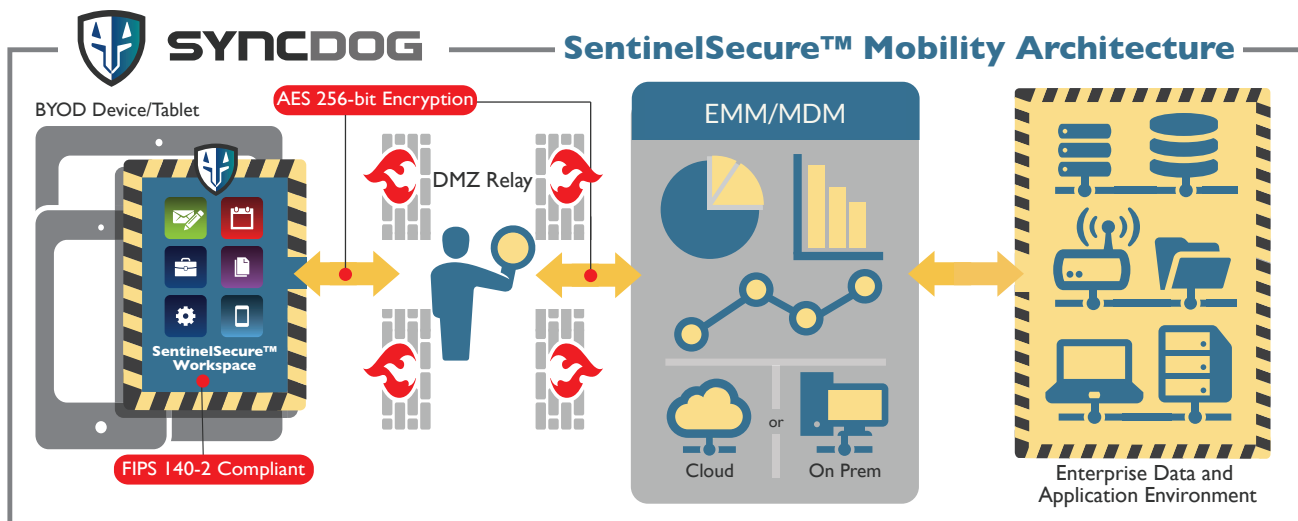 SYNCDOG
SentinelSecure™ Mobility Architecture
BYOD Device/Tablet
AES 256-bit Encryption
DMZ Relay
EMM/MDM
SentinelSecure™
Workspace
FIPS 140-2 Compliant
Cloud
or
On Prem
Enterprise Data and
Application Environment